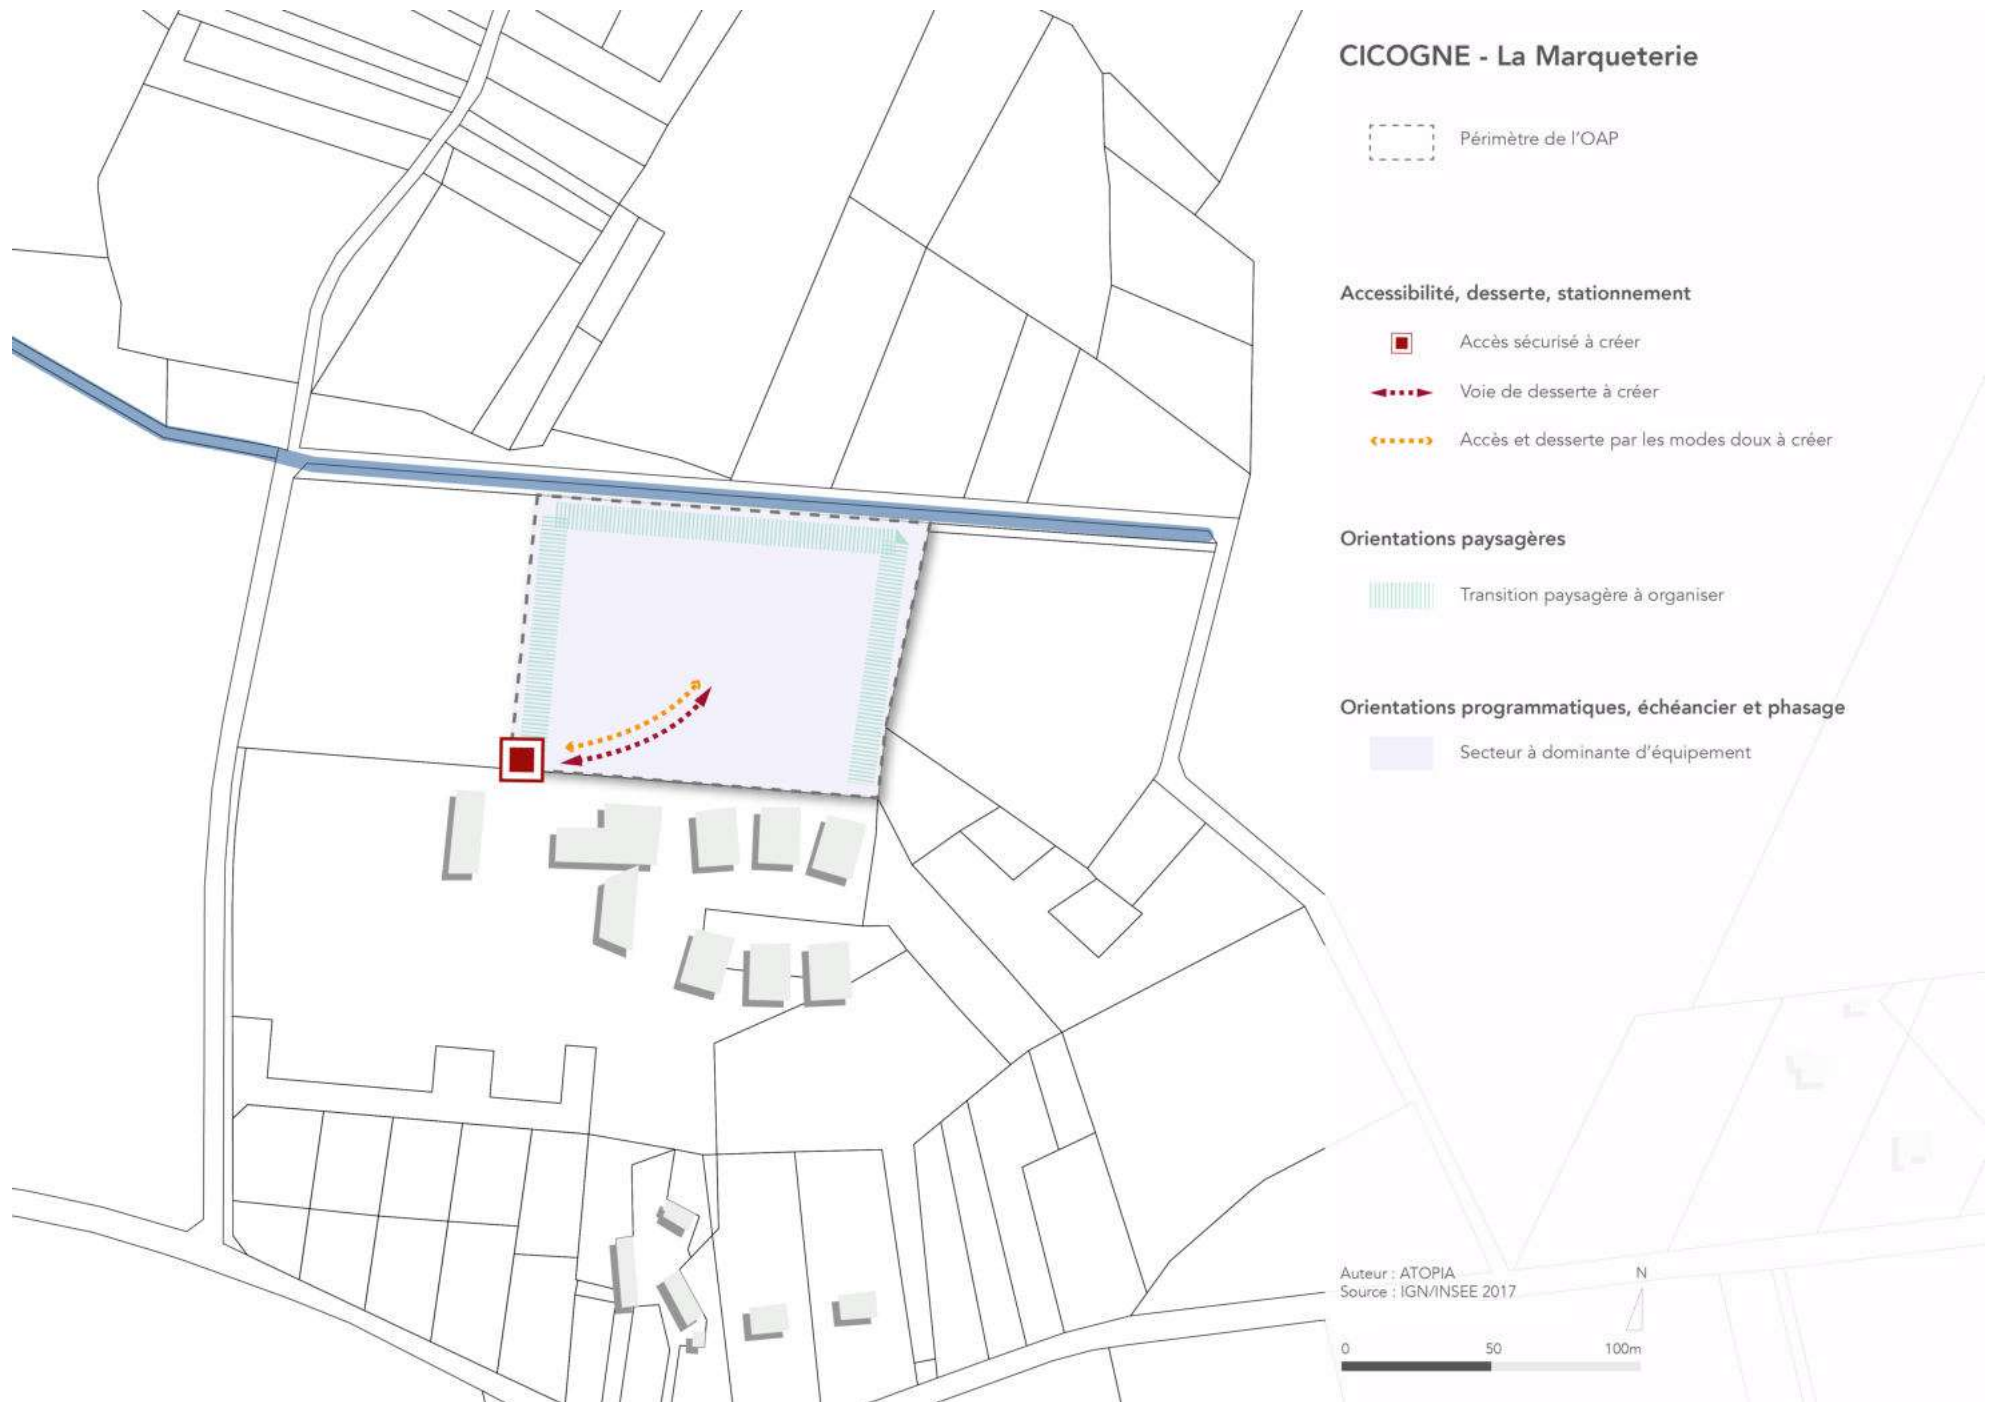 CICOGNE - La Marqueterie
Périmètre de l'OAP
Accessibilité, desserte, stationnement
Accès sécurisé à créer
Voie de desserte à créer
Accès et desserte par les modes doux à créer
Orientations paysagères
Transition paysagère à organiser
Orientations programmatiques, échéancier et phasage
Secteur à dominante d'équipement
Auteur : ATOPIA
Source : IGN/INSEE 2017
N
0 50 100m